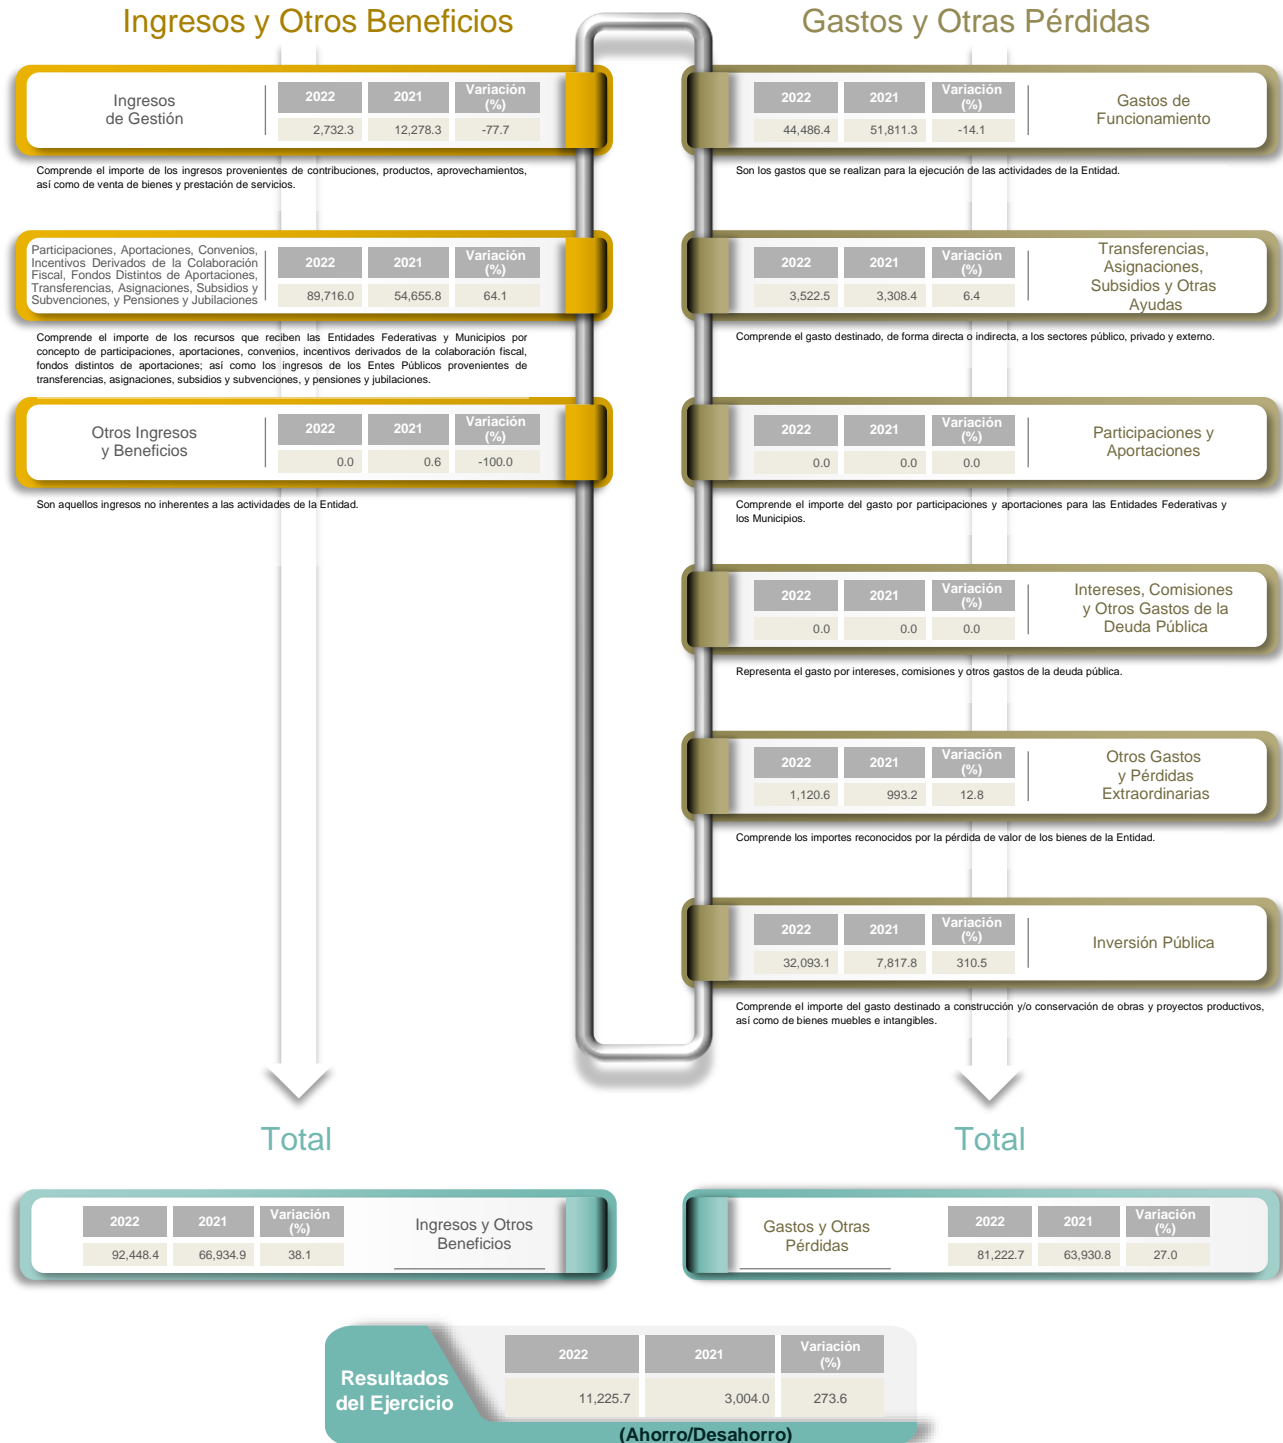 Ingresos y Otros Beneficios
Ingresos
de Gestión
2022 2021 Variación (%)
2,732.3 12,278.3 -77.7
Comprende el importe de los ingresos provenientes de contribuciones, productos, aprovechamientos,
así como de venta de bienes y prestación de servicios.
Participaciones, Aportaciones, Convenios,
Incentivos Derivados de la Colaboración
Fiscal, Fondos Distintos de Aportaciones,
Transferencias, Asignaciones, Subsidios y
Subvenciones, y Pensiones y Jubilaciones
2022 2021 Variación (%)
89,716.0 54,655.8 64.1
Comprende el importe de los recursos que reciben las Entidades Federativas y Municipios por
concepto de participaciones, aportaciones, convenios, incentivos derivados de la colaboración fiscal,
fondos distintos de aportaciones; así como los ingresos de los Entes Públicos provenientes de
transferencias, asignaciones, subsidios y subvenciones, y pensiones y jubilaciones.
Otros Ingresos
y Beneficios
2022 2021 Variación (%)
0.0 0.6 -100.0
Son aquellos ingresos no inherentes a las actividades de la Entidad.
Gastos y Otras Pérdidas
2022 2021 Variación (%)
44,486.4 51,811.3 -14.1
Gastos de
Funcionamiento
Son los gastos que se realizan para la ejecución de las actividades de la Entidad.
2022 2021 Variación (%)
3,522.5 3,308.4 6.4
Transferencias,
Asignaciones,
Subsidios y Otras
Ayudas
Comprende el gasto destinado, de forma directa o indirecta, a los sectores público, privado y externo.
2022 2021 Variación (%)
0.0 0.0 0.0
Participaciones y
Aportaciones
Comprende el importe del gasto por participaciones y aportaciones para las Entidades Federativas y
los Municipios.
2022 2021 Variación (%)
0.0 0.0 0.0
Intereses, Comisiones
y Otros Gastos de la
Deuda Pública
Representa el gasto por intereses, comisiones y otros gastos de la deuda pública.
2022 2021 Variación (%)
1,120.6 993.2 12.8
Otros Gastos
y Pérdidas
Extraordinarias
Comprende los importes reconocidos por la pérdida de valor de los bienes de la Entidad.
2022 2021 Variación (%)
32,093.1 7,817.8 310.5
Inversión Pública
Comprende el importe del gasto destinado a construcción y/o conservación de obras y proyectos productivos,
así como de bienes muebles e intangibles.
Total
2022 2021 Variación (%)
92,448.4 66,934.9 38.1
Ingresos y Otros
Beneficios
Total
Gastos y Otras
Pérdidas
2022 2021 Variación (%)
81,222.7 63,930.8 27.0
Resultados
del Ejercicio
2022 2021 Variación (%)
11,225.7 3,004.0 273.6
(Ahorro/Desahorro)